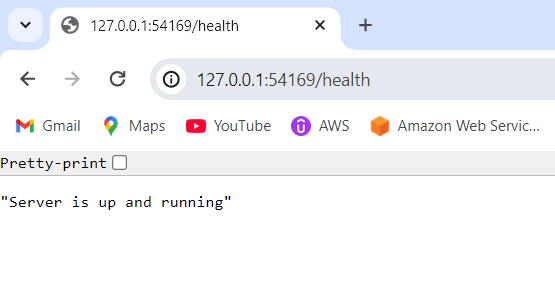 127.0.0.1:54169/health
127.0.0.1:54169/health
Gmail Maps YouTube AWS Amazon Web Servic...
Pretty-print
"Server is up and running"